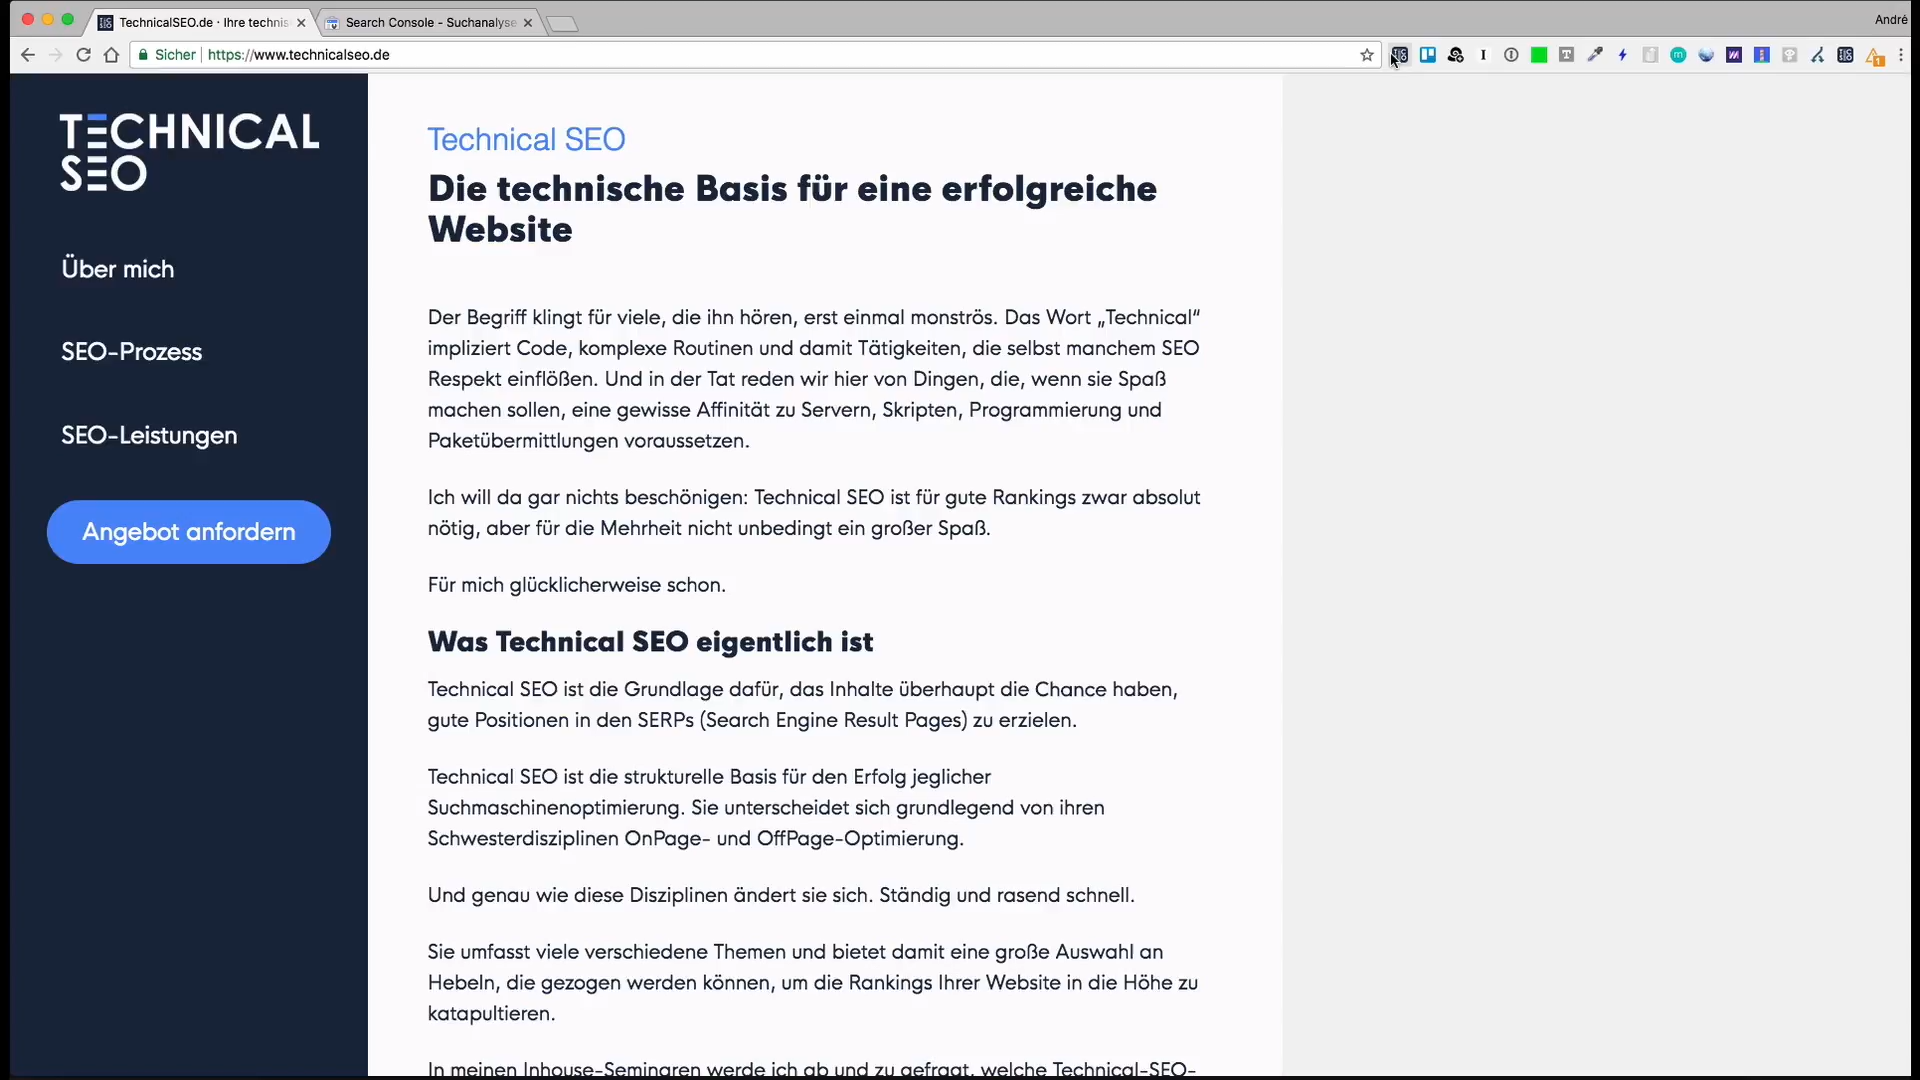 TechnicalSEO.de · Ihre technis
Search Console - Suchanalyse
André
Sicher https://www.technicalseo.de
TECHNICAL
SEO
Über mich
SEO-Prozess
SEO-Leistungen
Angebot anfordern
Technical SEO
Die technische Basis für eine erfolgreiche
Website
Der Begriff klingt für viele, die ihn hören, erst einmal monströs. Das Wort „Technical“
impliziert Code, komplexe Routinen und damit Tätigkeiten, die selbst manchem SEO
Respekt einflößen. Und in der Tat reden wir hier von Dingen, die, wenn sie Spaß
machen sollen, eine gewisse Affinität zu Servern, Skripten, Programmierung und
Paketübermittlungen voraussetzen.
Ich will da gar nichts beschönigen: Technical SEO ist für gute Rankings zwar absolut
nötig, aber für die Mehrheit nicht unbedingt ein großer Spaß.
Für mich glücklicherweise schon.
Was Technical SEO eigentlich ist
Technical SEO ist die Grundlage dafür, das Inhalte überhaupt die Chance haben,
gute Positionen in den SERPs (Search Engine Result Pages) zu erzielen.
Technical SEO ist die strukturelle Basis für den Erfolg jeglicher
Suchmaschinenoptimierung. Sie unterscheidet sich grundlegend von ihren
Schwesterdisziplinen OnPage- und OffPage-Optimierung.
Und genau wie diese Disziplinen ändert sie sich. Ständig und rasend schnell.
Sie umfasst viele verschiedene Themen und bietet damit eine große Auswahl an
Hebeln, die gezogen werden können, um die Rankings Ihrer Website in die Höhe zu
katapultieren.
In meinen Inhouse-Seminaren werde ich ab und zu gefragt, welche Technical-SEO-